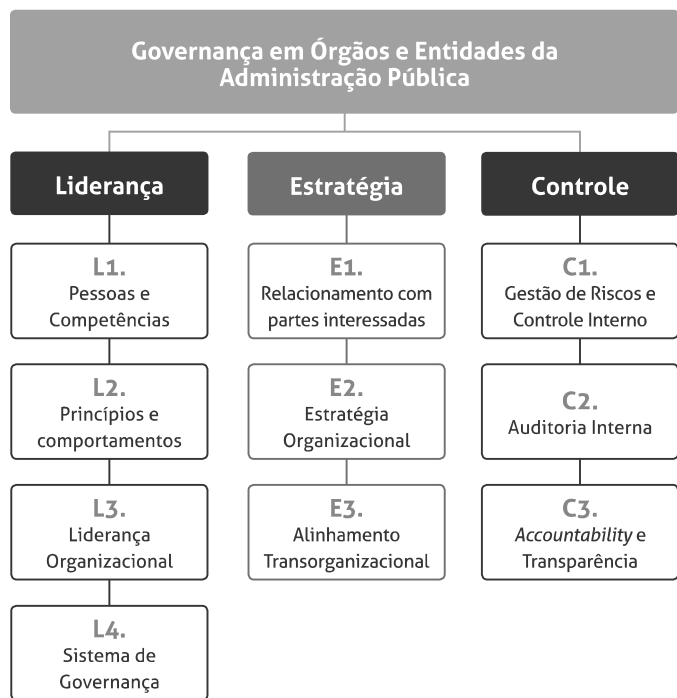 Governança em Órgãos e Entidades da
Administração Pública
Liderança
L1.
Pessoas e
Competências
L2.
Princípios e
comportamentos
L3.
Liderança
Organizacional
L4.
Sistema de
Governança
Estratégia
E1.
Relacionamento com
partes interessadas
E2.
Estratégia
Organizacional
E3.
Alinhamento
Transorganizacional
Controle
C1.
Gestão de Riscos e
Controle Interno
C2.
Auditoria Interna
C3.
Accountability e
Transparência